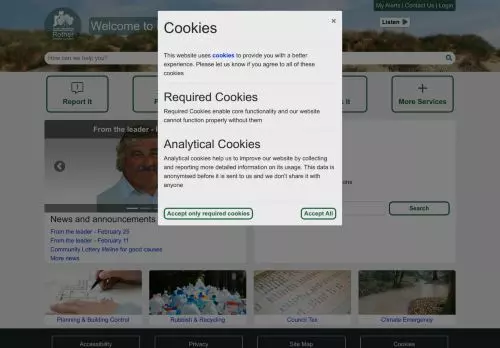 My Alerts | Contact Us | Login
Rother
Welcome to
Listen
How can we help you?
Cookies
×
This website uses cookies to provide you with a better
experience. Please let us know if you agree to all of these
cookies
Required Cookies
Required Cookies enable core functionality and our website
cannot function properly without them
Analytical Cookies
Analytical cookies help us to improve our website by collecting
and reporting more detailed information on its usage. This data is
anonymised before it is sent to us and we don't share it with
anyone
Accept only required cookies
Accept All
Report It
It
More Services
From the leader -
Search
News and announcements
From the leader - February 25
From the leader - February 11
Community Lottery lifeline for good causes
More news
Planning & Building Control
Rubbish & Recycling
Council Tax
Climate Emergency
Accessibility
Privacy
Site Map
Cookies